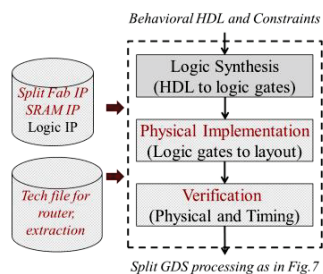 Behavioral HDL and Constraints
Logic Synthesis
(HDL to logic gates)
Split Fab IP
SRAM IP
Logic IP
Physical Implementation
(Logic gates to layout)
Tech file for
router,
extraction
Verification
(Physical and Timing)
Split GDS processing as in Fig.7